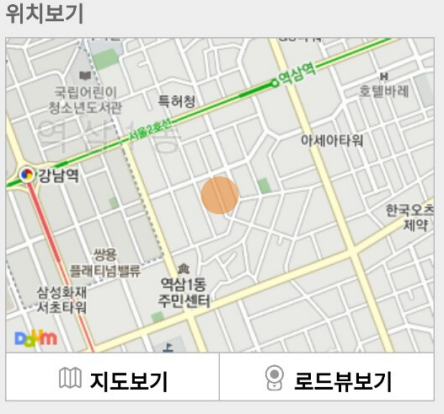 위치보기
역삼역
국립어린이
청소년도서관
특허청
호텔바레
역삼1동
서울2호선
아세아타워
강남역
한국오츠
제약
쌍용
플래티넘밸류
역삼1동
주민센터
삼성화재
서초타워
Daum
지도보기
로드뷰보기